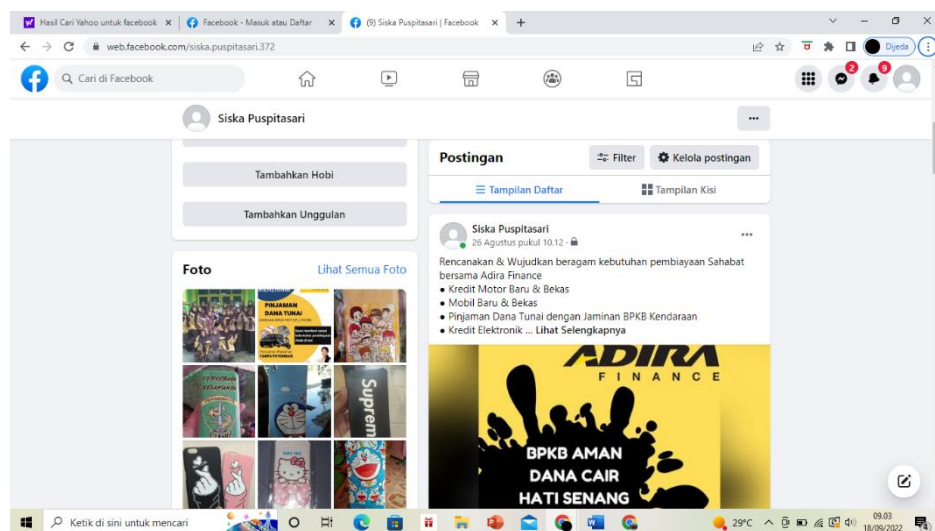 Hasil Cari Yahoo untuk facebook
Facebook - Masuk atau Daftar
(9) Siska Puspitasari | Facebook
web.facebook.com/siska.puspitasari.372
Dijeda
Cari di Facebook
2
9
Siska Puspitasari
Tambahkan Hobi
Tambahkan Unggulan
Foto
Lihat Semua Foto
PINJAMAN
DANA TUNAI
Suprem
Postingan
Filter
Kelola postingan
Tampilan Daftar
Tampilan Kisi
Siska Puspitasari
26 Agustus pukul 10.12 ·
Rencanakan & Wujudkan beragam kebutuhan pembiayaan Sahabat
bersama Adira Finance
• Kredit Motor Baru & Bekas
• Mobil Baru & Bekas
• Pinjaman Dana Tunai dengan Jaminan BPKB Kendaraan
• Kredit Elektronik ... Lihat Selengkapnya
ADIRA
FINANCE
BPKB AMAN
DANA CAIR
HATI SENANG
Ketik di sini untuk mencari
29°C
09.03
18/09/2022